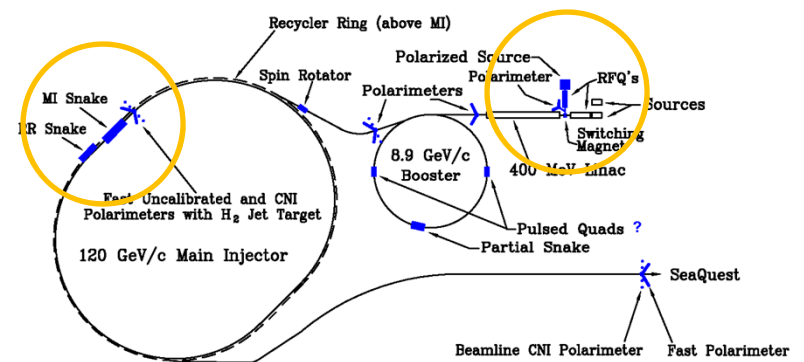 Recycler Ring (above MI)
Polarized Source
Polarimeter
RFQ's
Spin Rotator
Polarimeters
Sources
MI Snake
RR Snake
Switching
Magnet
8.9 GeV/c
Booster
400 MeV Linac
Fast Uncalibrated and CNI
Polarimeters with H2 Jet Target
Pulsed Quads ?
Partial Snake
120 GeV/c Main Injector
SeaQuest
Beamline CNI Polarimeter
Fast Polarimeter